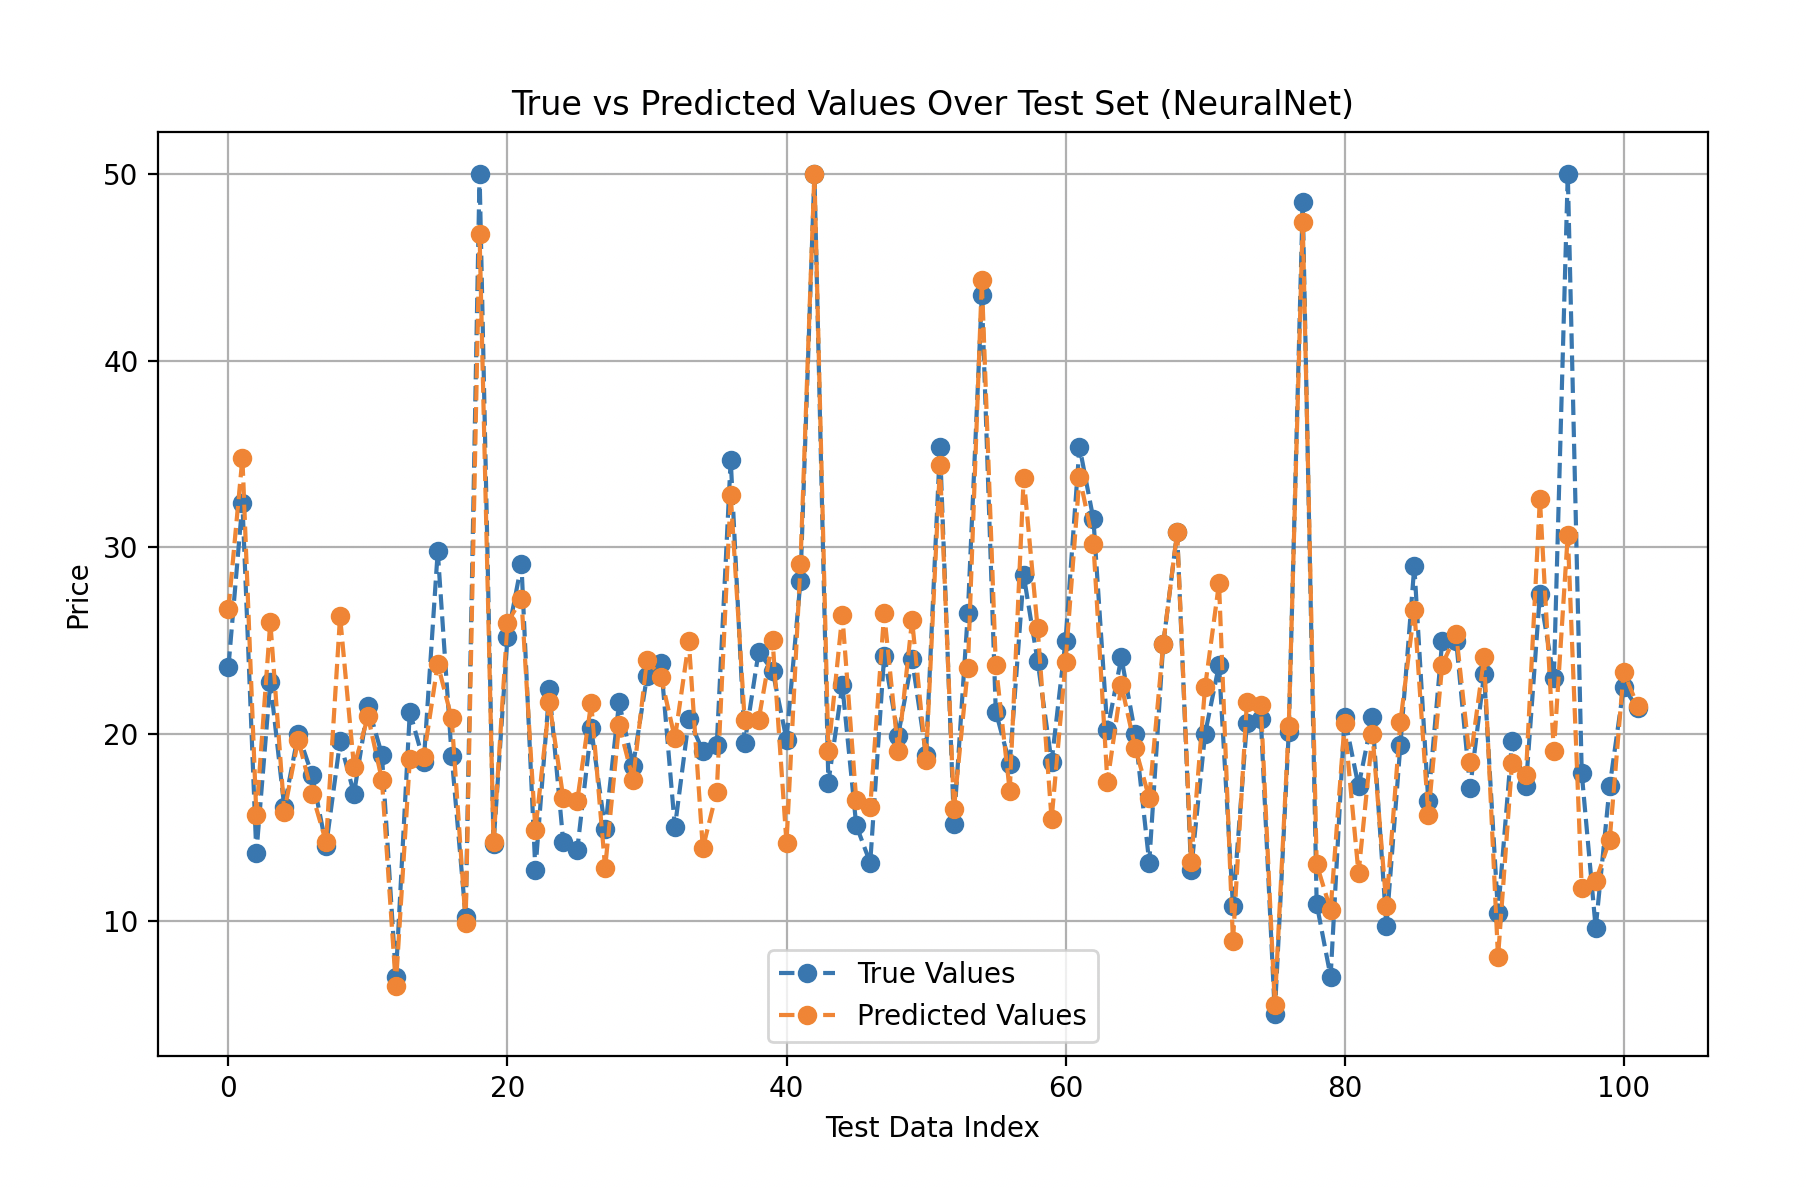 True vs Predicted Values Over Test Set (NeuralNet)
50
40
30
20
10
Price
True Values
Predicted Values
0 20 40 60 80 100
Test Data Index